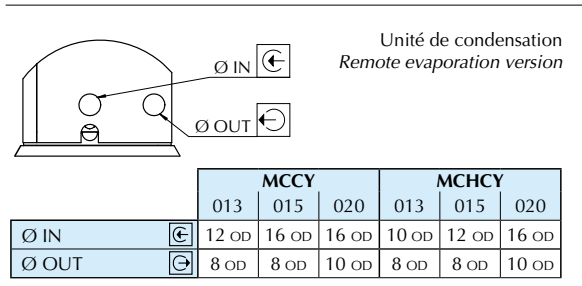 Unité de condensation
Remote evaporation version
Ø IN
Ø OUT
MCCY MCHCY
013 015 020 013 015 020
Ø IN 12 OD 16 OD 16 OD 10 OD 12 OD 16 OD
Ø OUT 8 OD 8 OD 10 OD 8 OD 8 OD 10 OD